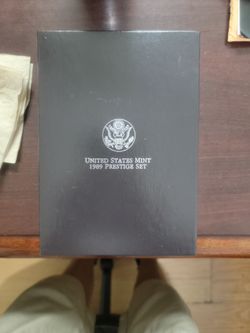 UNITED STATES MINT
1989 PRESTIGE SET